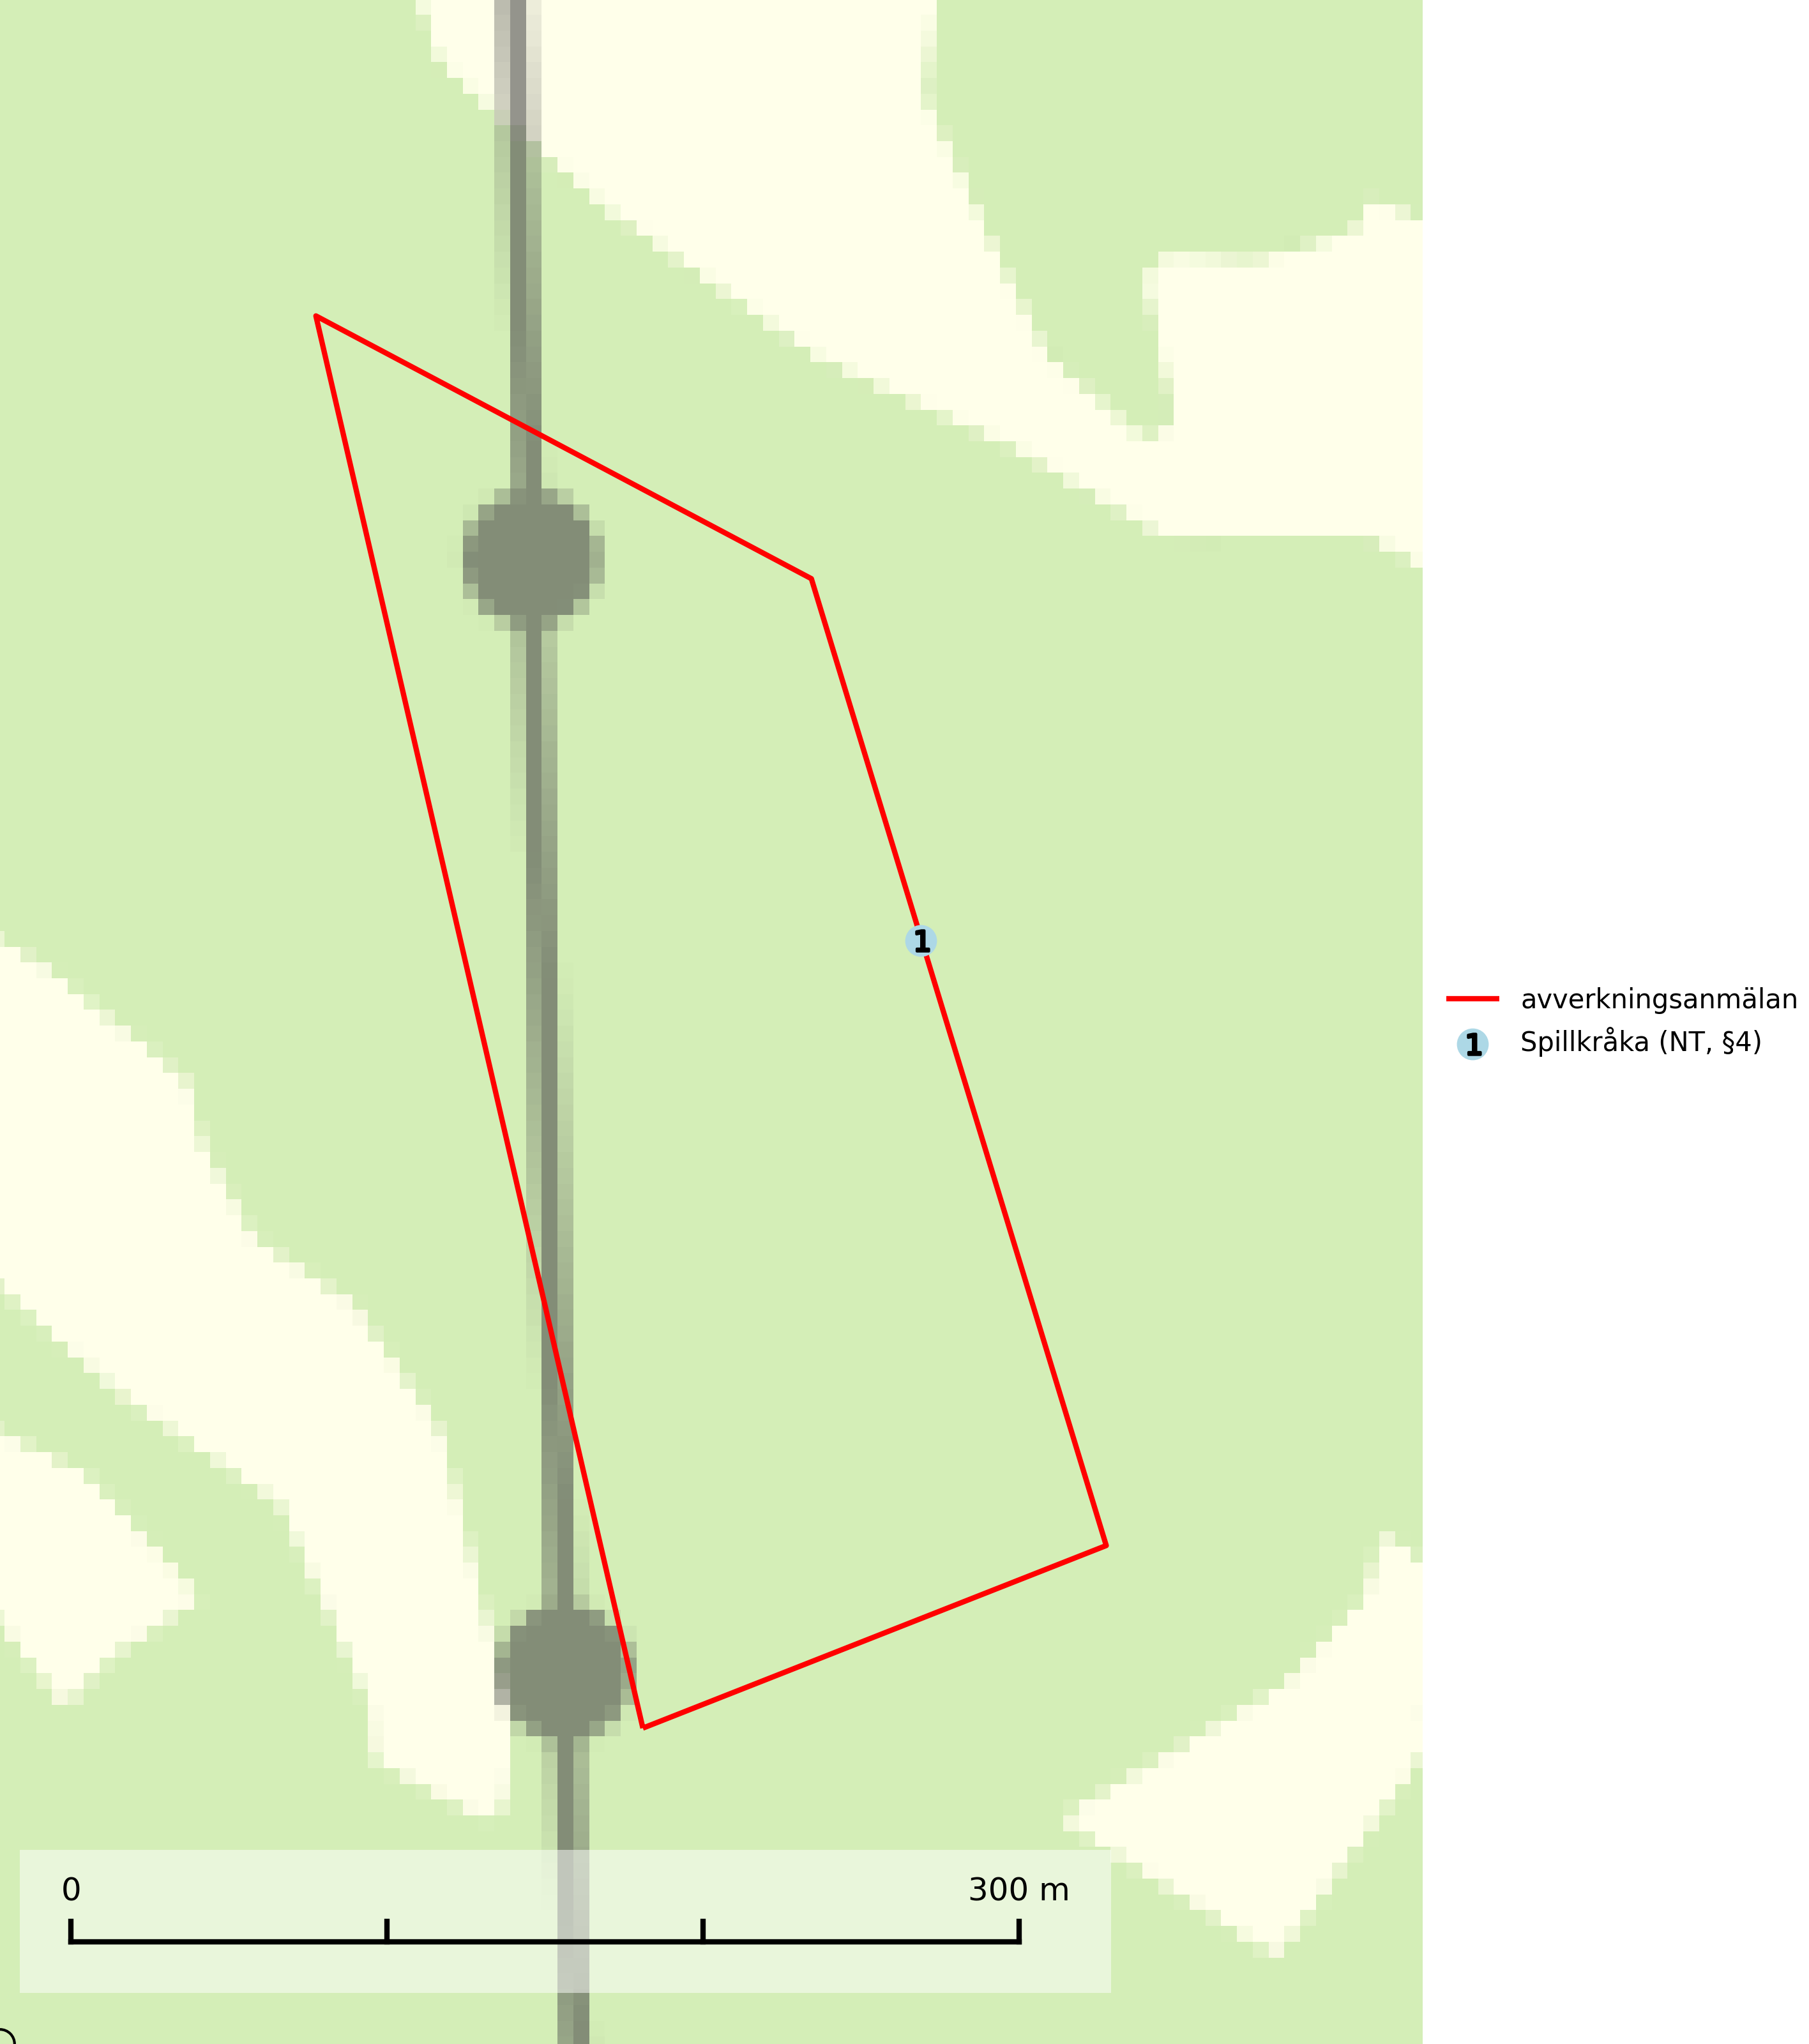 1
avverkningsanmälan
1 Spillkråka (NT, §4)
0 300 m